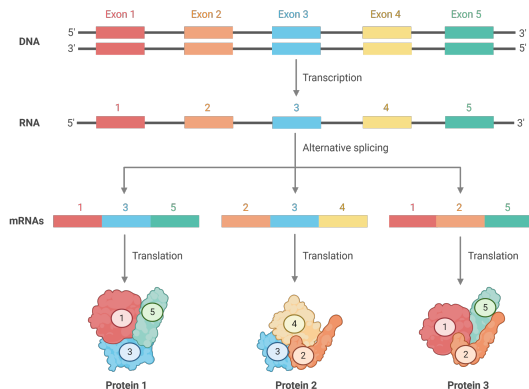 Exon 1 Exon 2 Exon 3 Exon 4 Exon 5
DNA 5' 3'
3' 5'
Transcription
1 2 3 4 5
RNA 5' 3'
Alternative splicing
1 3 5 2 3 4 1 2 5
mRNAs
Translation Translation Translation
1 5 3
4 3 2
5 1 2
Protein 1 Protein 2 Protein 3